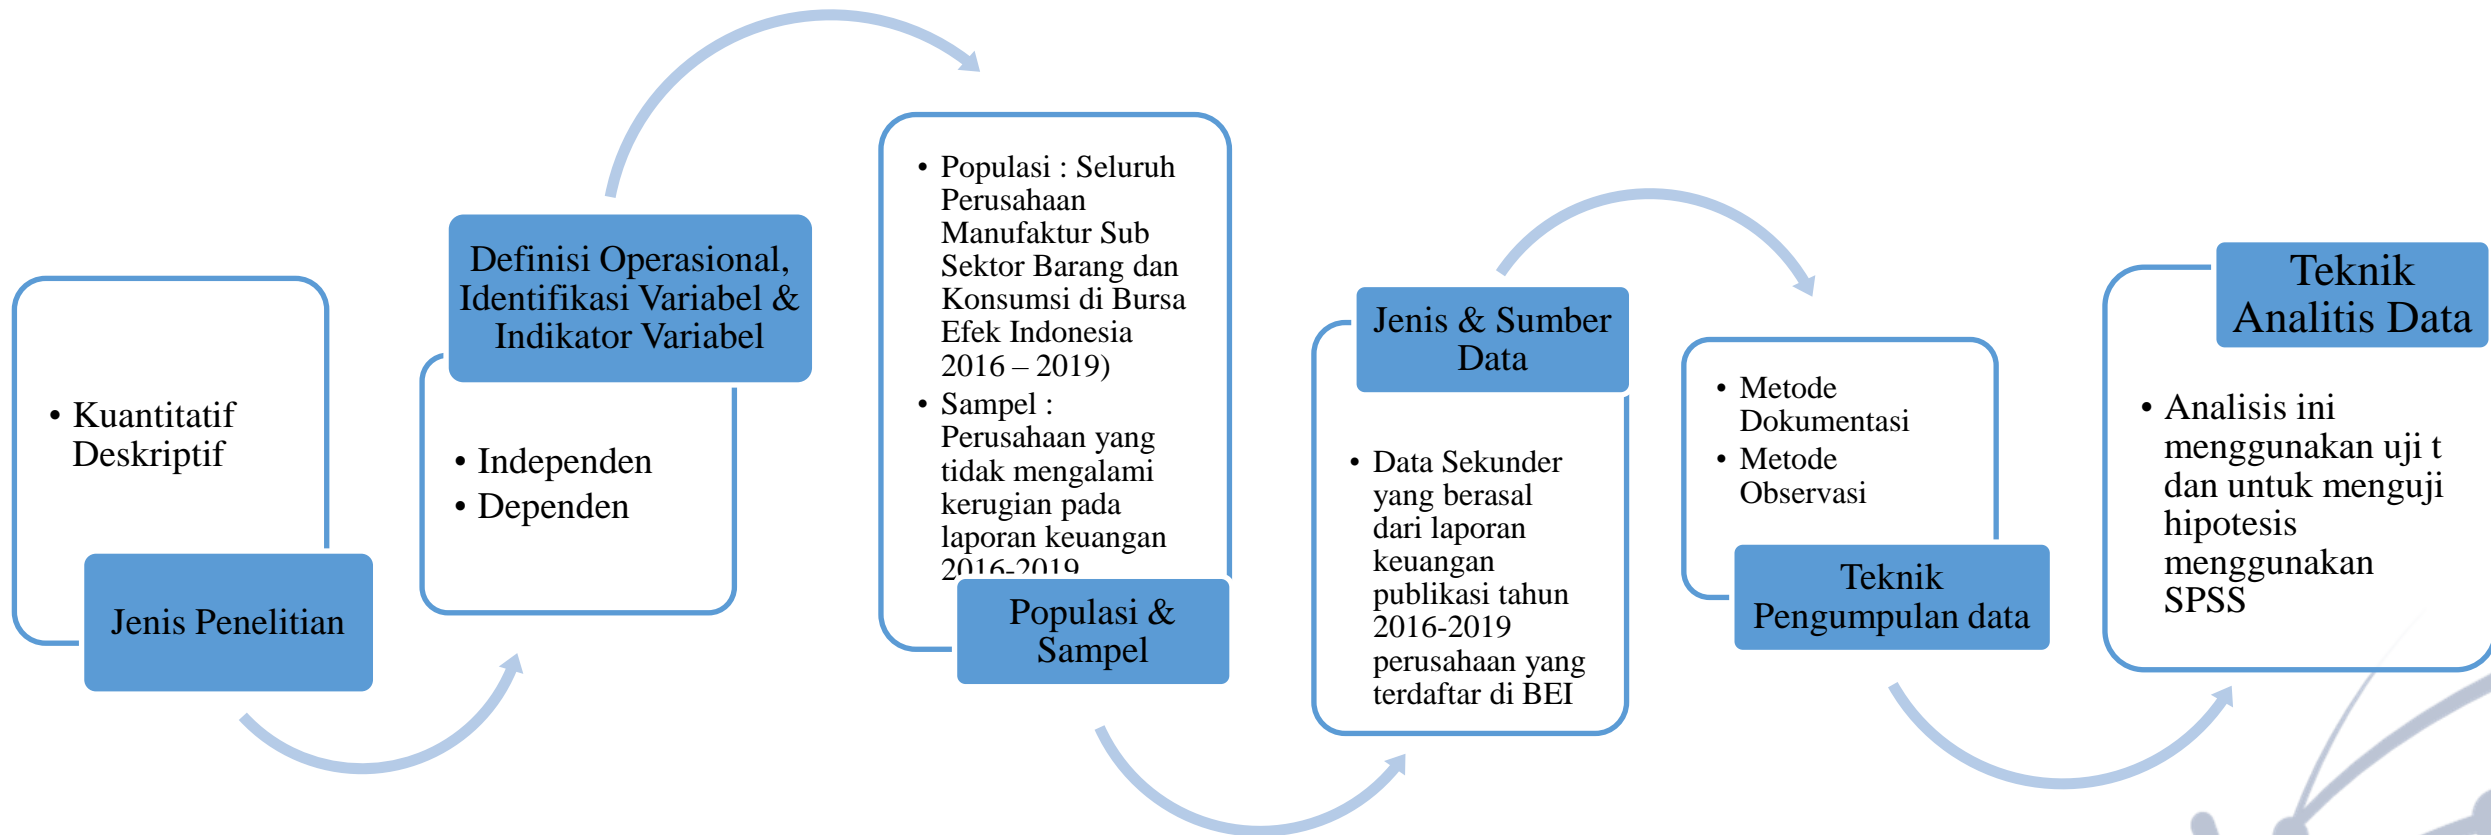 • Kuantitatif
Deskriptif
Jenis Penelitian
Definisi Operasional,
Identifikasi Variabel &
Indikator Variabel
• Independen
• Dependen
• Populasi : Seluruh
Perusahaan
Manufaktur Sub
Sektor Barang dan
Konsumsi di Bursa
Efek Indonesia
2016 – 2019)
• Sampel :
Perusahaan yang
tidak mengalami
kerugian pada
laporan keuangan
2016-2019
Populasi &
Sampel
Jenis & Sumber
Data
• Data Sekunder
yang berasal
dari laporan
keuangan
publikasi tahun
2016-2019
perusahaan yang
terdaftar di BEI
• Metode
Dokumentasi
• Metode
Observasi
Teknik
Pengumpulan data
Teknik
Analitis Data
• Analisis ini
menggunakan uji t
dan untuk menguji
hipotesis
menggunakan
SPSS